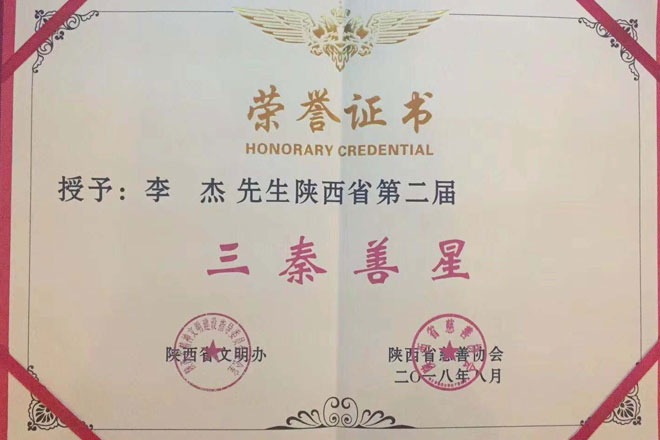 荣誉证书
HONORARY CREDENTIAL
授予：李 杰 先生陕西省第二届
三秦善星
陕西省文明办
陕西省慈善协会
二〇一八年八月